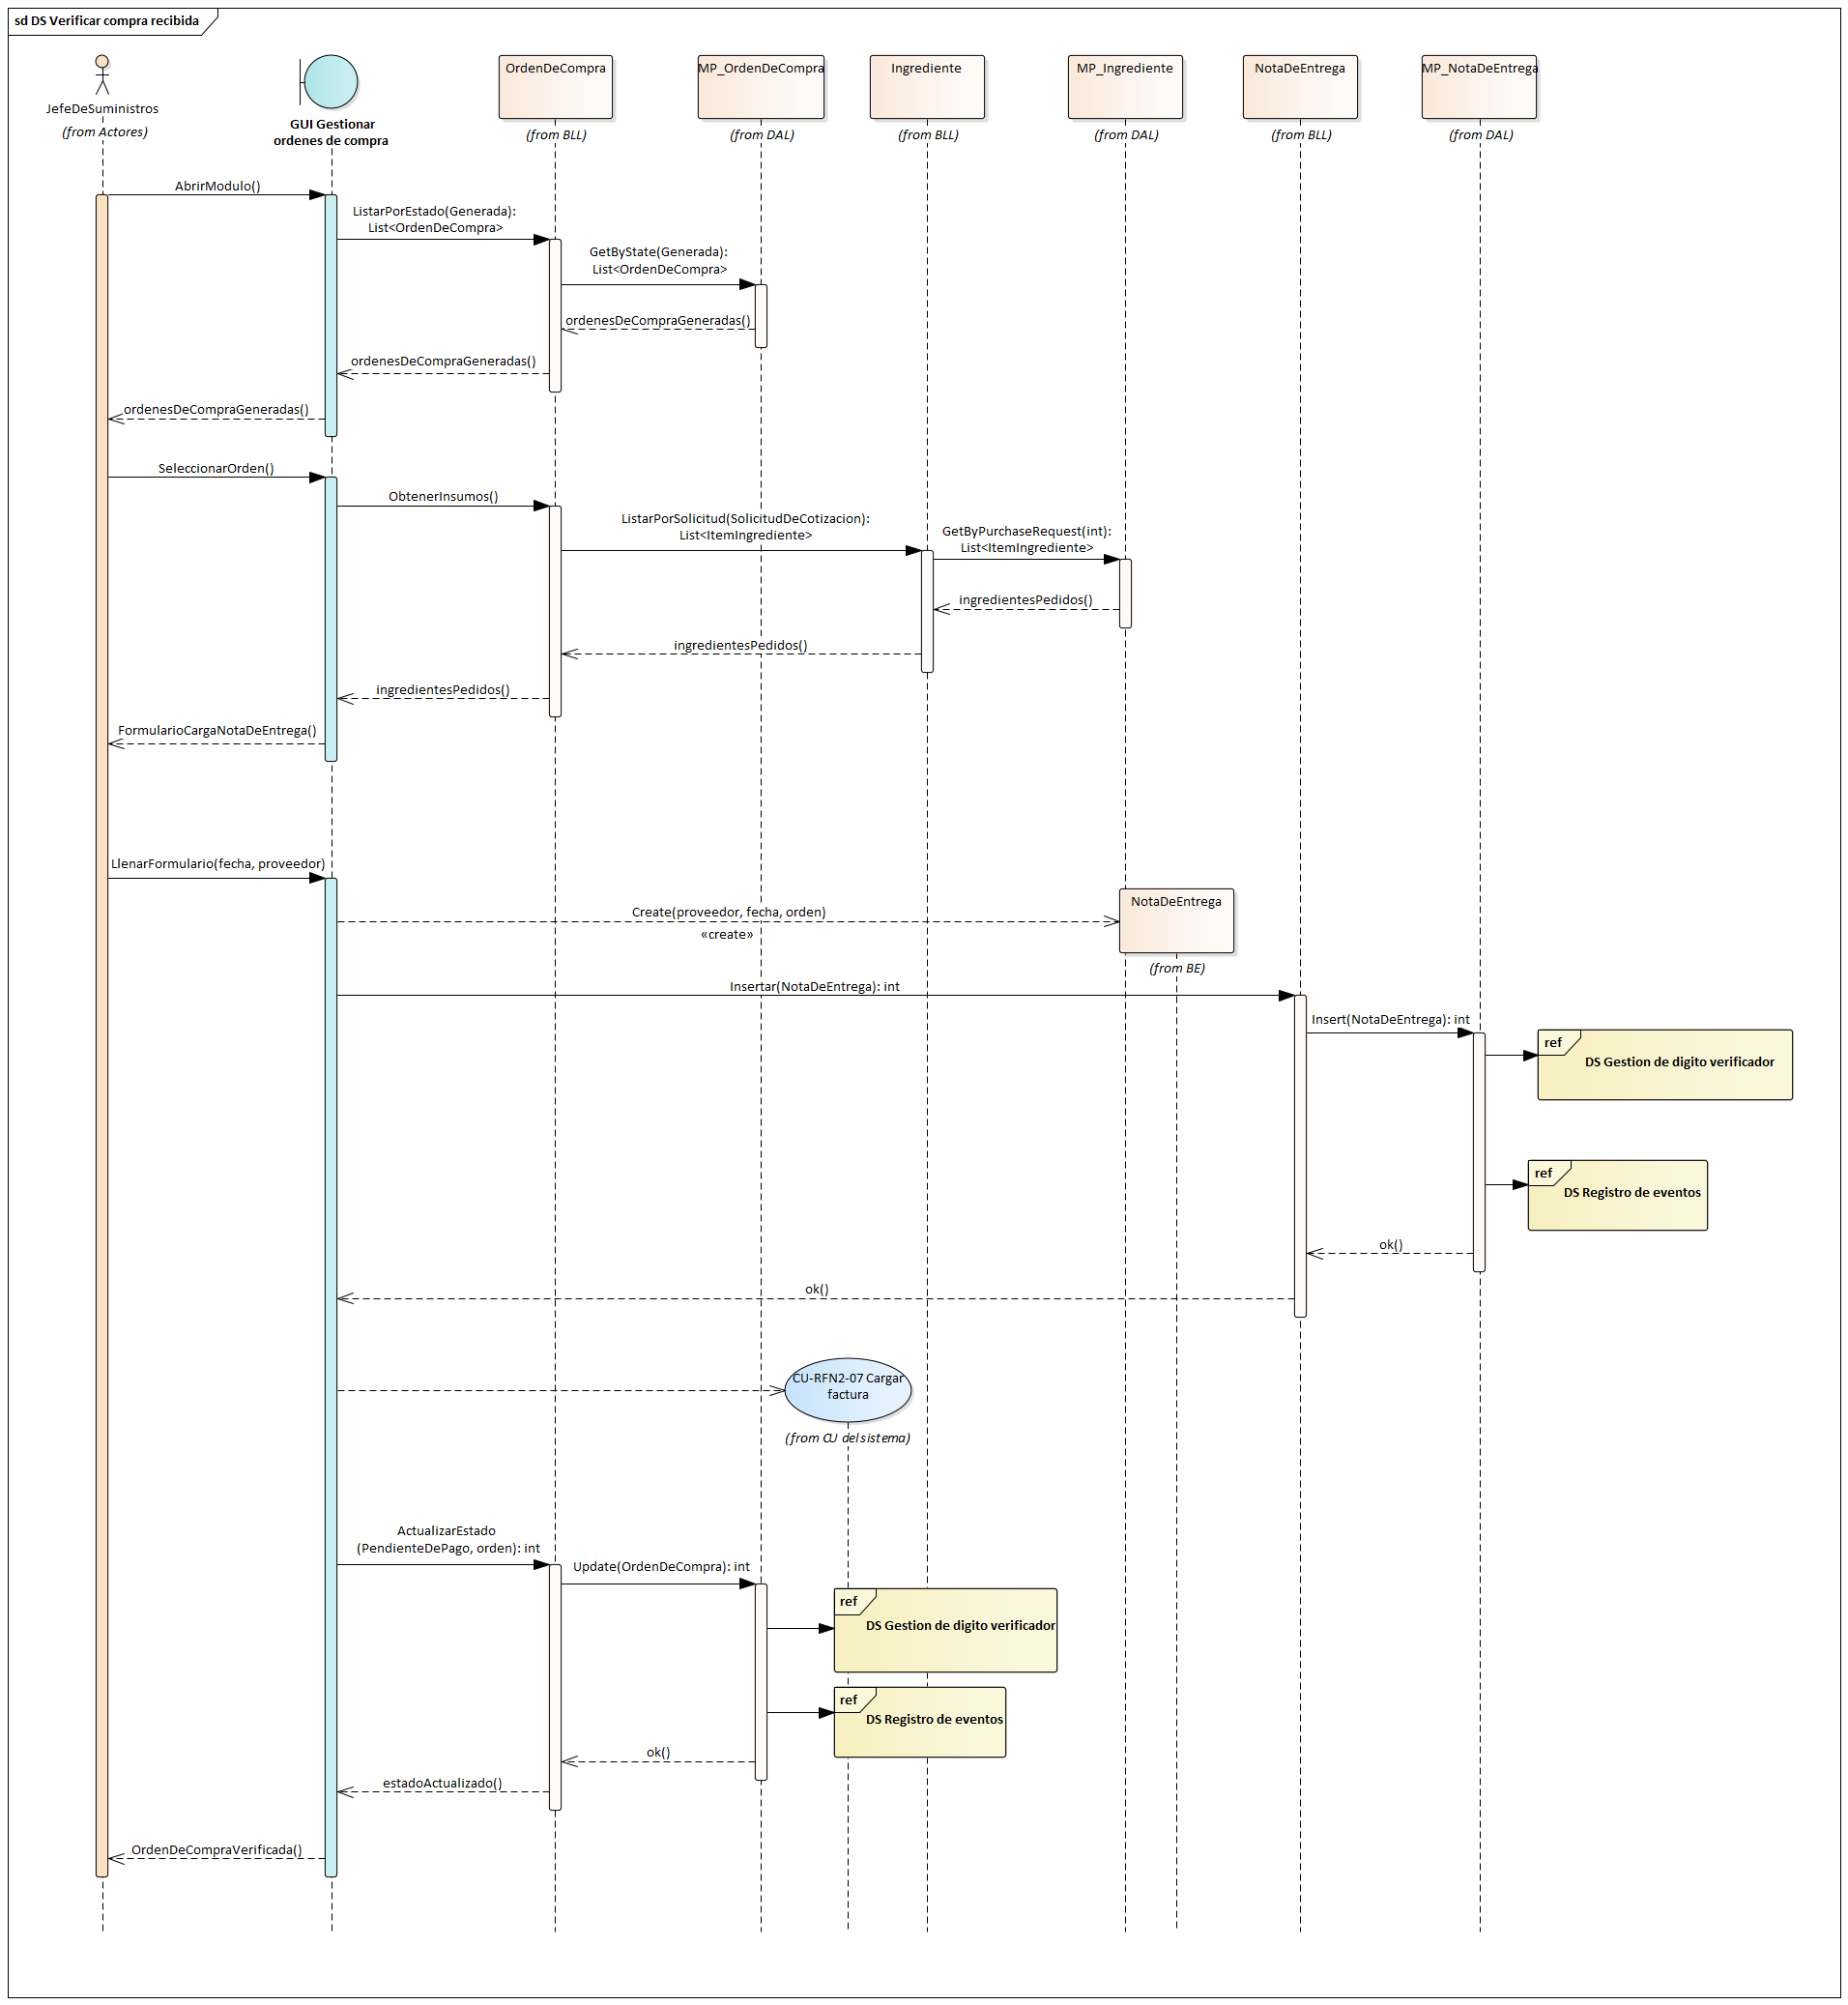 sd DS Verificar compra recibida
JefeDeSuministros
(from Actores)
GUI Gestionar
ordenes de compra
OrdenDeCompra
(from BLL)
MP_OrdenDeCompra
(from DAL)
Ingrediente
(from BLL)
MP_Ingrediente
(from DAL)
NotaDeEntrega
(from BLL)
MP_NotaDeEntrega
(from DAL)
AbrirModulo()
ListarPorEstado(Generada):
List<OrdenDeCompra>
GetByState(Generada):
List<OrdenDeCompra>
ordenesDeCompraGeneradas()
ordenesDeCompraGeneradas()
ordenesDeCompraGeneradas()
SeleccionarOrden()
ObtenerInsumos()
ListarPorSolicitud(SolicitudDeCotizacion):
List<ItemIngrediente>
GetByPurchaseRequest(int):
List<ItemIngrediente>
ingredientesPedidos()
ingredientesPedidos()
ingredientesPedidos()
FormularioCargaNotaDeEntrega()
LlenarFormulario(fecha, proveedor)
Create(proveedor, fecha, orden)
«create»
NotaDeEntrega
(from BE)
Insertar(NotaDeEntrega): int
Insert(NotaDeEntrega): int
ref
DS Gestion de digito verificador
ref
DS Registro de eventos
ok()
ok()
CU-RFN2-07 Cargar
factura
(from CU del sistema)
ActualizarEstado
(PendienteDePago, orden): int
Update(OrdenDeCompra): int
ref
DS Gestion de digito verificador
ref
DS Registro de eventos
ok()
estadoActualizado()
OrdenDeCompraVerificada()